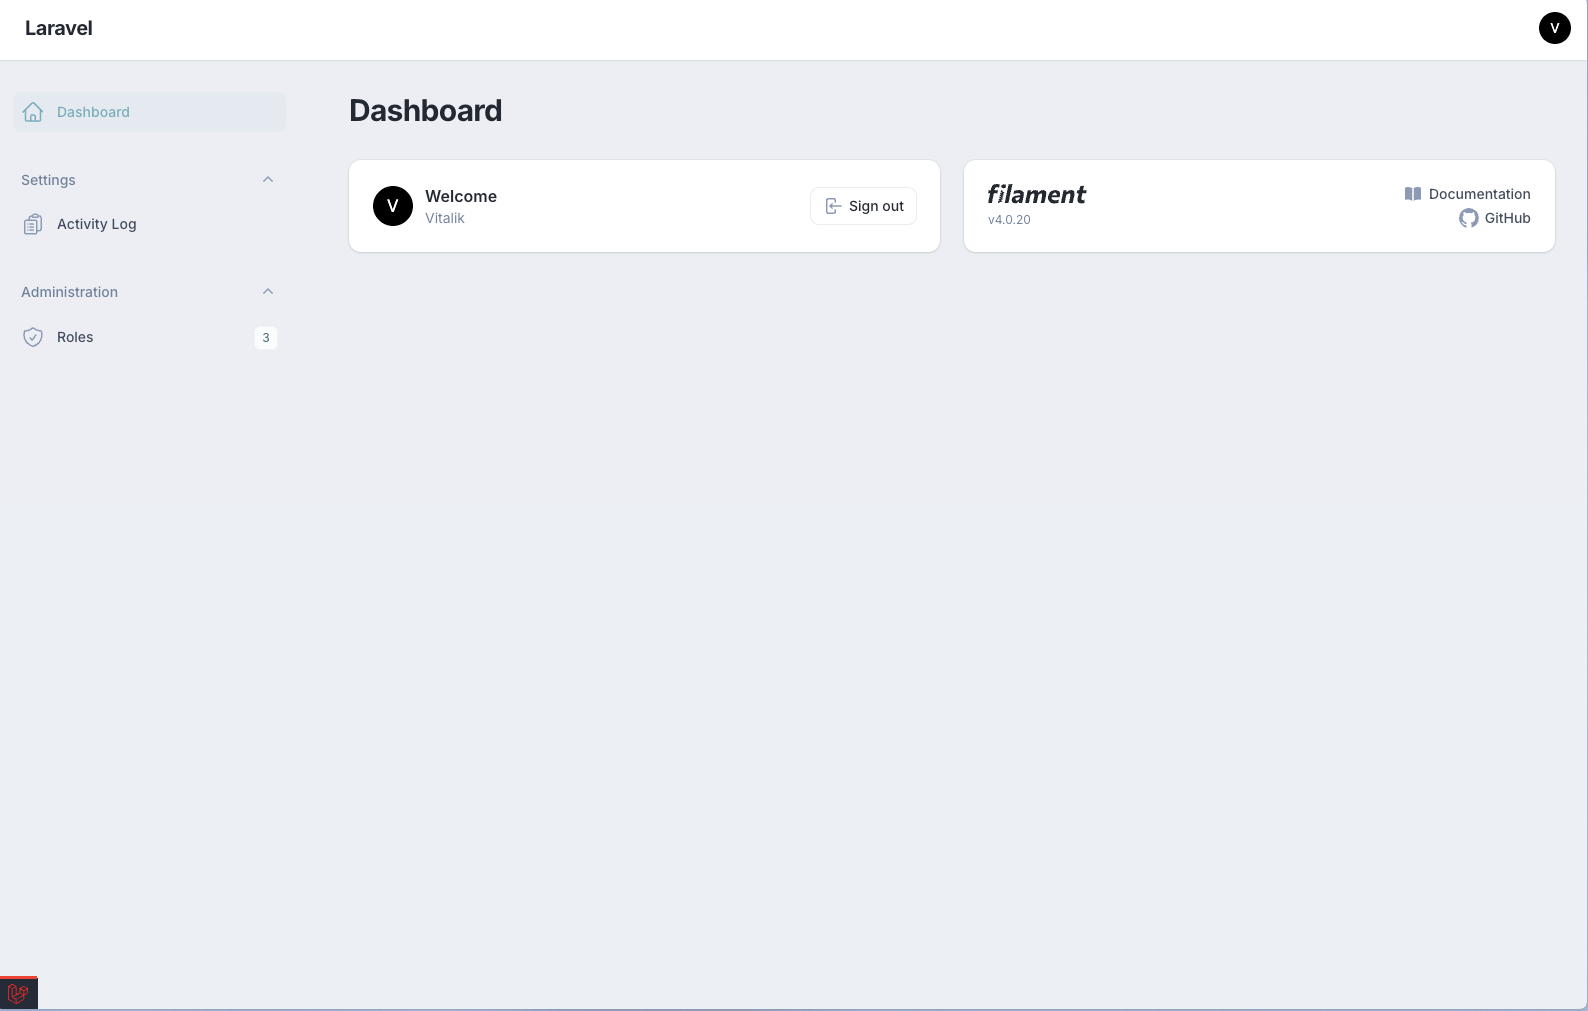 Laravel
V
Dashboard
Settings
Activity Log
Administration
Roles
3
Dashboard
V
Welcome
Vitalik
Sign out
filament
v4.0.20
Documentation
GitHub